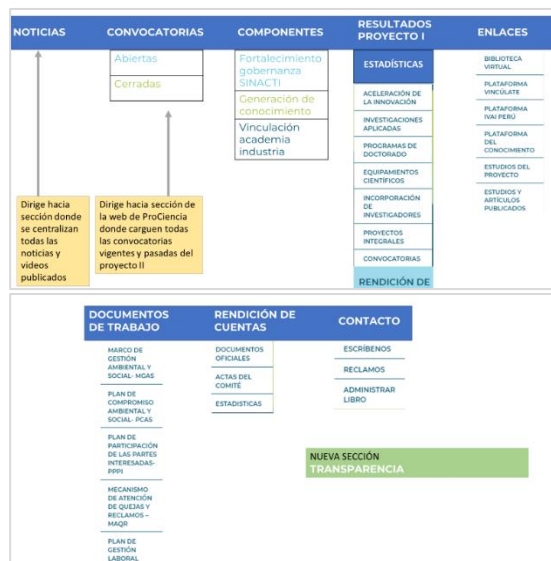 NOTICIAS
CONVOCATORIAS
Abiertas
Cerradas
COMPONENTES
Fortalecimiento
gobernanza
SINACTI
Generación de
conocimiento
Vinculación
academia
industria
RESULTADOS
PROYECTO I
ESTADÍSTICAS
ACELERACIÓN DE
LA INNOVACIÓN
INVESTIGACIONES
APLICADAS
PROGRAMAS DE
DOCTORADO
EQUIPAMIENTOS
CIENTÍFICOS
INCORPORACIÓN
DE
INVESTIGADORES
PROYECTOS
INTEGRALES
CONVOCATORIAS
RENDICIÓN DE
ENLACES
BIBLIOTECA
VIRTUAL
PLATAFORMA
VINCÚLATE
PLATAFORMA
IVAI PERÚ
PLATAFORMA
DEL
CONOCIMIENTO
ESTUDIOS DEL
PROYECTO
ESTUDIOS Y
ARTÍCULOS
PUBLICADOS
Dirige hacia
sección donde
se centralizan
todas las
noticias y
videos
publicados
Dirige hacia sección de
la web de ProCiencia
donde carguen todas
las convocatorias
vigentes y pasadas del
proyecto II
DOCUMENTOS
DE TRABAJO
MARCO DE
GESTIÓN
AMBIENTAL Y
SOCIAL- MGAS
PLAN DE
COMPROMISO
AMBIENTAL Y
SOCIAL- PCAS
PLAN DE
PARTICIPACIÓN
DE LAS PARTES
INTERESADAS-
PPPI
MECANISMO
DE ATENCIÓN
DE QUEJAS Y
RECLAMOS –
MAQR
PLAN DE
GESTIÓN
LABORAL
RENDICIÓN DE
CUENTAS
DOCUMENTOS
OFICIALES
ACTAS DEL
COMITÉ
ESTADISTICAS
CONTACTO
ESCRÍBENOS
RECLAMOS
ADMINISTRAR
LIBRO
NUEVA SECCIÓN
TRANSPARENCIA